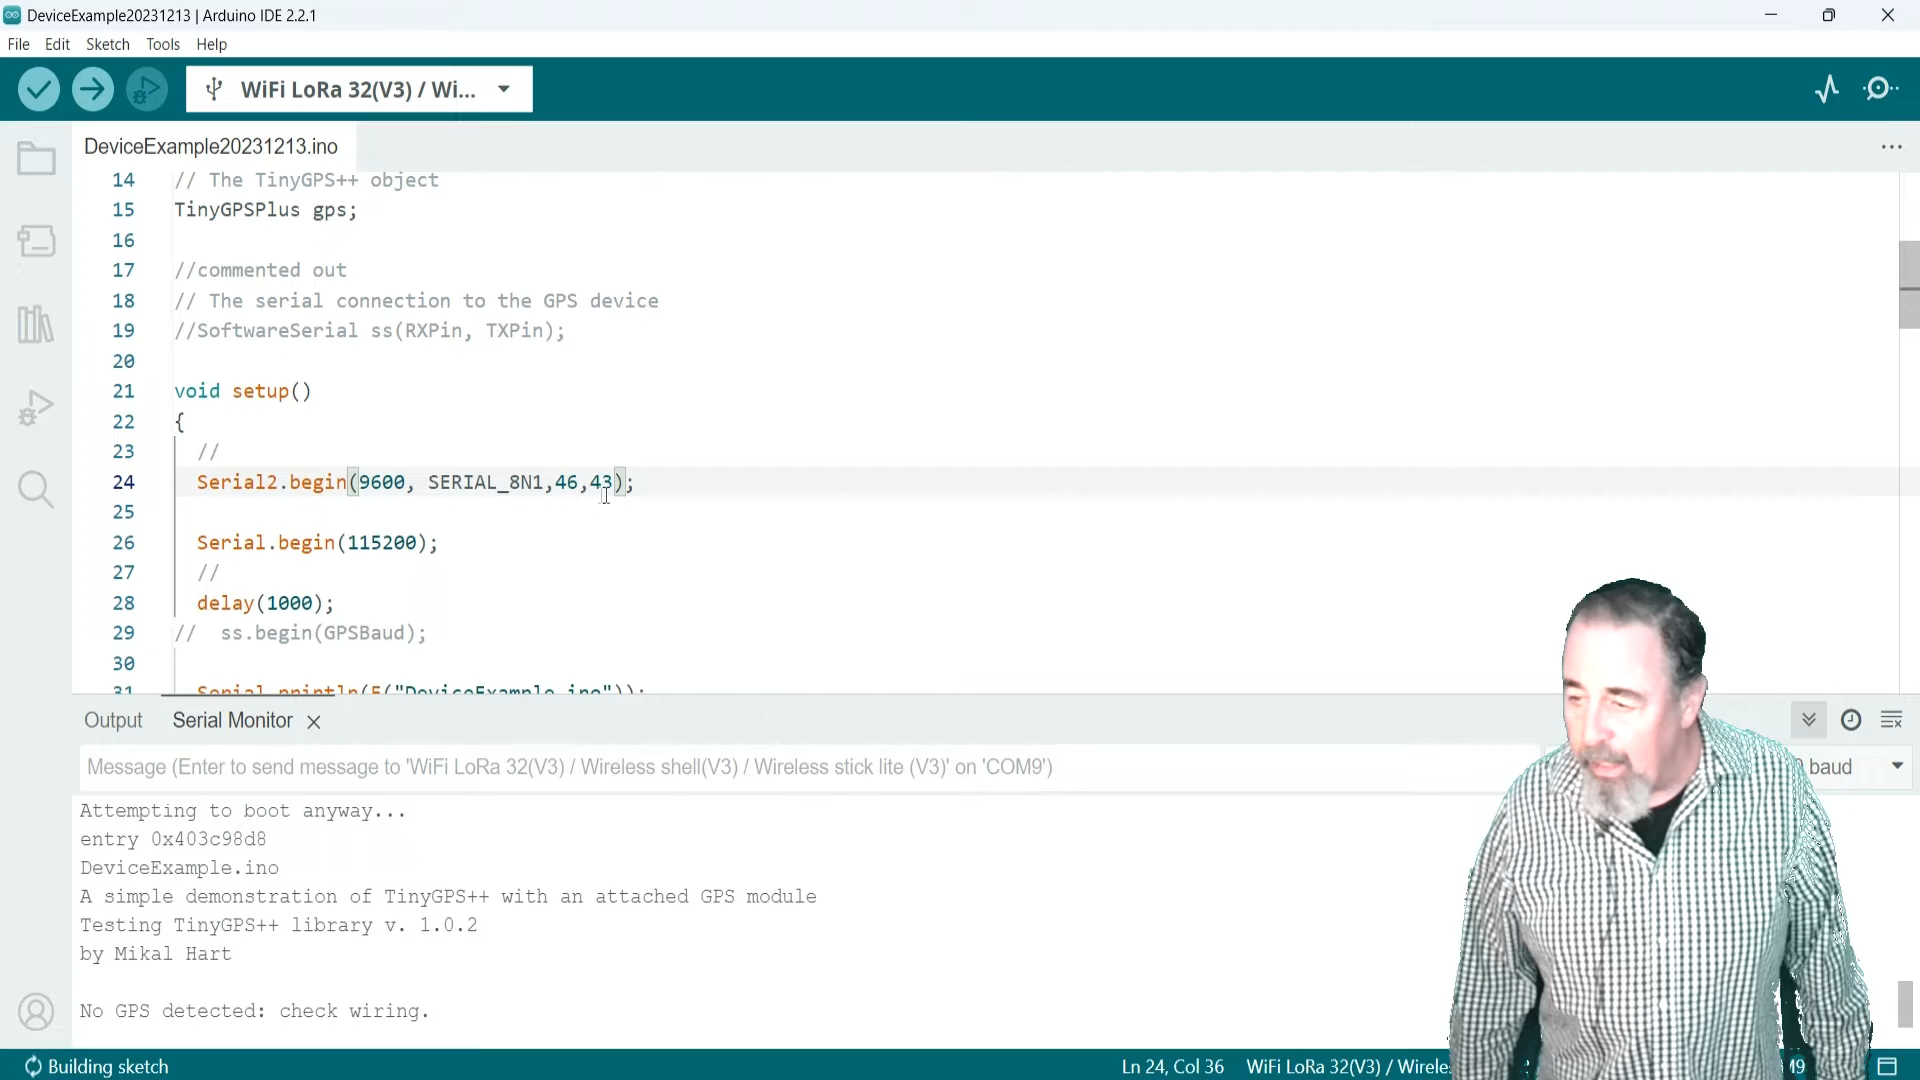 DeviceExample20231213 | Arduino IDE 2.2.1
File Edit Sketch Tools Help
WiFi LoRa 32(V3) / Wi...
DeviceExample20231213.ino
14 // The TinyGPS++ object
15 TinyGPSPlus gps;
16
17 //commented out
18 // The serial connection to the GPS device
19 //SoftwareSerial ss(RXPin, TXPin);
20
21 void setup()
22 {
23 //
24 Serial2.begin(9600, SERIAL_8N1,46,43);
25
26 Serial.begin(115200);
27 //
28 delay(1000);
29 // ss.begin(GPSBaud);
30
31 Serial.println(F("DeviceExample.ino"));
Output Serial Monitor
Message (Enter to send message to 'WiFi LoRa 32(V3) / Wireless shell(V3) / Wireless stick lite (V3)' on 'COM9')
baud
Attempting to boot anyway...
entry 0x403c98d8
DeviceExample.ino
A simple demonstration of TinyGPS++ with an attached GPS module
Testing TinyGPS++ library v. 1.0.2
by Mikal Hart
No GPS detected: check wiring.
Building sketch
Ln 24, Col 36 WiFi LoRa 32(V3) /